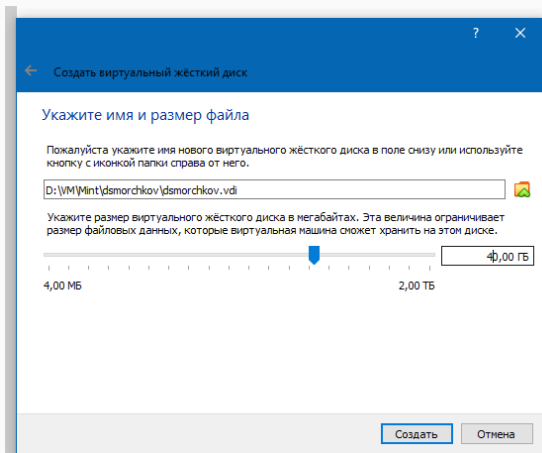 Создать виртуальный жёсткий диск
Укажите имя и размер файла
Пожалуйста укажите имя нового виртуального жёсткого диска в поле снизу или используйте
кнопку с иконкой папки справа от него.
D:\VM\Mint\dsmorchkov\dsmorchkov.vdi
Укажите размер виртуального жёсткого диска в мегабайтах. Эта величина ограничивает
размер файловых данных, которые виртуальная машина сможет хранить на этом диске.
40,00 ГБ
4,00 МБ 2,00 ТБ
Создать Отмена